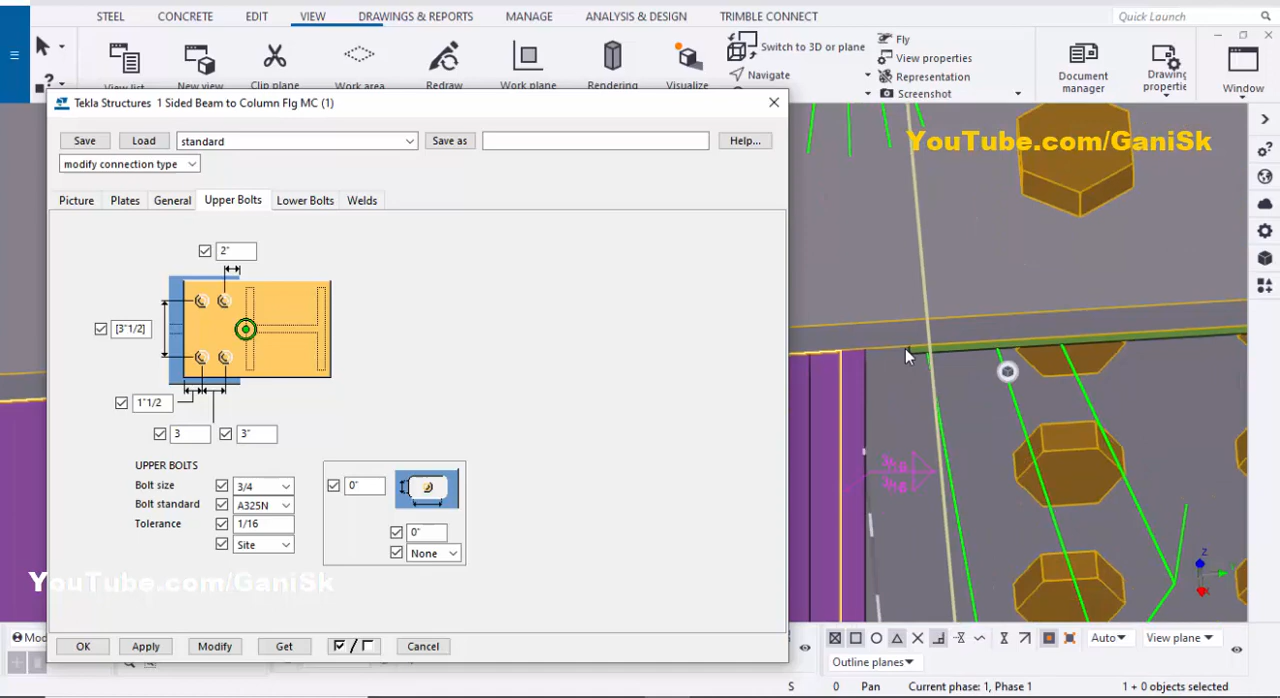 STEEL CONCRETE EDIT VIEW DRAWINGS & REPORTS MANAGE ANALYSIS & DESIGN TRIMBLE CONNECT Quick Launch
Switch to 3D or plane
Fly
View properties
Navigate
Representation
Screenshot
View list New view Clip plane Work area Redraw Work plane Rendering Visualize
Document manager
Drawing properties
Window
Tekla Structures 1 Sided Beam to Column Flg MC (1)
YouTube.com/GaniSk
Save Load standard Save as Help...
modify connection type
Picture Plates General Upper Bolts Lower Bolts Welds
2"
[3"1/2]
1"1/2
3 3"
UPPER BOLTS
Bolt size 3/4
Bolt standard A325N
Tolerance 1/16
Site
0"
0"
None
YouTube.com/GaniSk
OK Apply Modify Get / Cancel
Auto View plane
Outline planes
S 0 Pan Current phase: 1, Phase 1 1 + 0 objects selected
Z